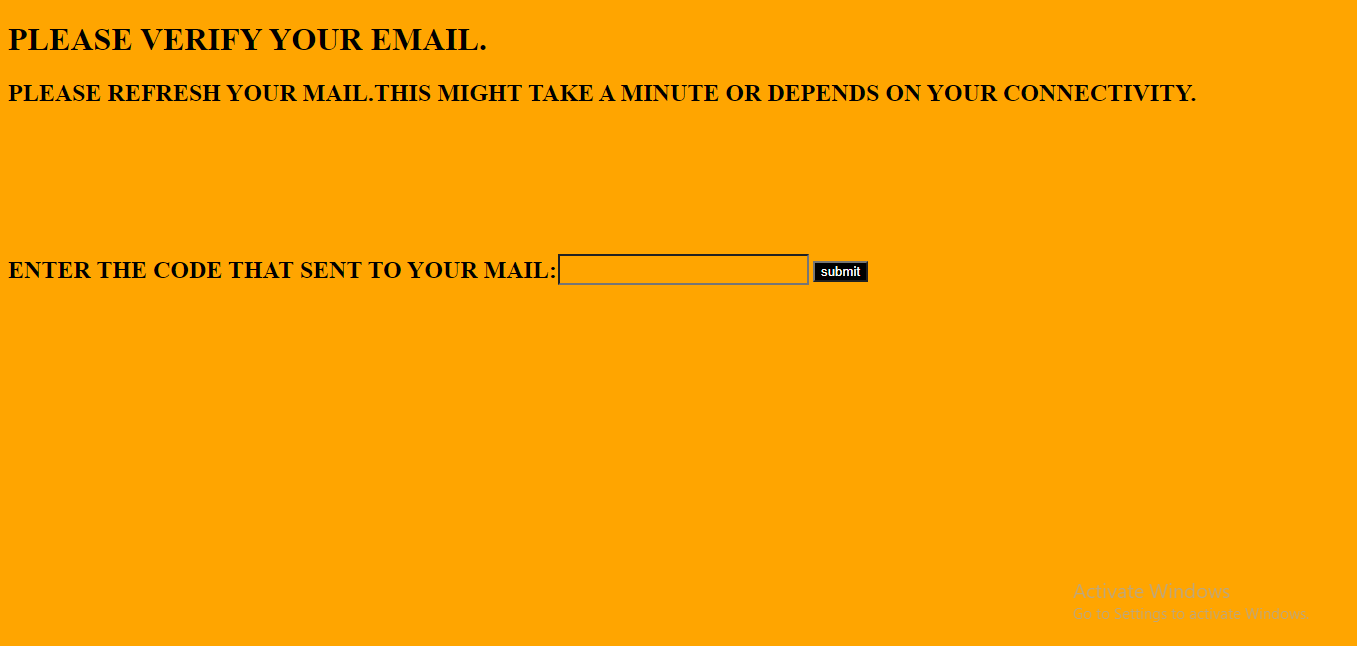 PLEASE VERIFY YOUR EMAIL.
PLEASE REFRESH YOUR MAIL.THIS MIGHT TAKE A MINUTE OR DEPENDS ON YOUR CONNECTIVITY.
ENTER THE CODE THAT SENT TO YOUR MAIL: submit
Activate Windows
Go to Settings to activate Windows.